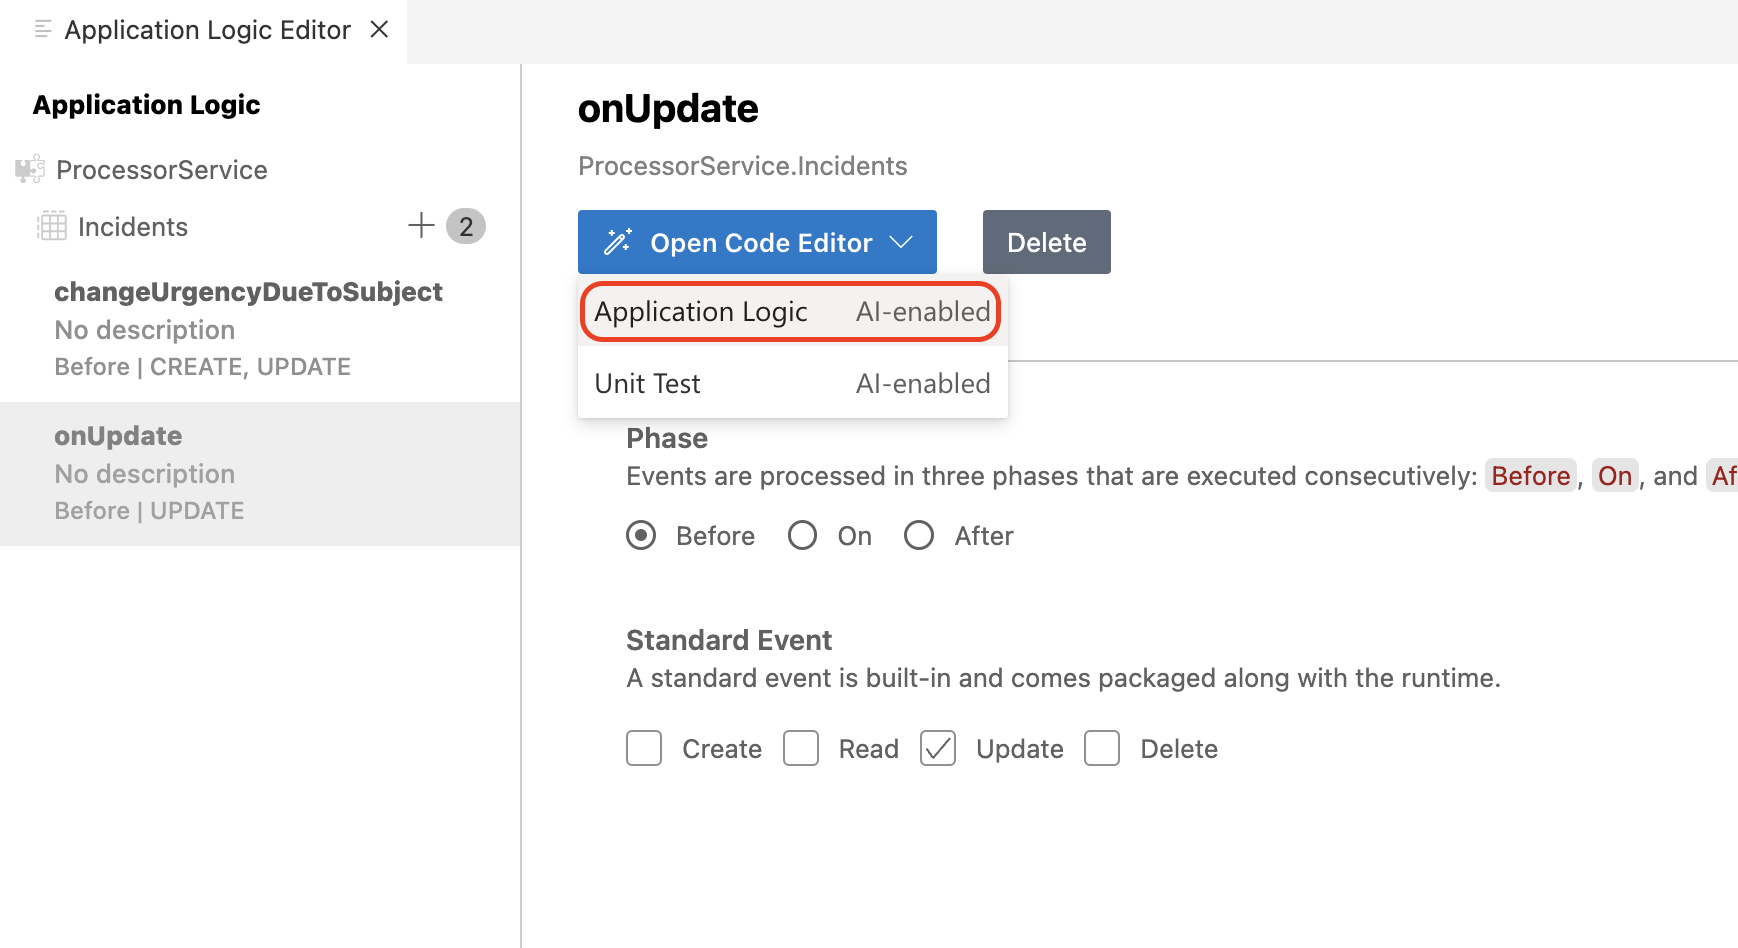 Application Logic Editor
Application Logic
ProcessorService
Incidents 2
changeUrgencyDueToSubject
No description
Before | CREATE, UPDATE
onUpdate
No description
Before | UPDATE
onUpdate
ProcessorService.Incidents
Open Code Editor Delete
Application Logic AI-enabled
Unit Test AI-enabled
Phase
Events are processed in three phases that are executed consecutively: Before, On, and Af
Before On After
Standard Event
A standard event is built-in and comes packaged along with the runtime.
Create Read Update Delete